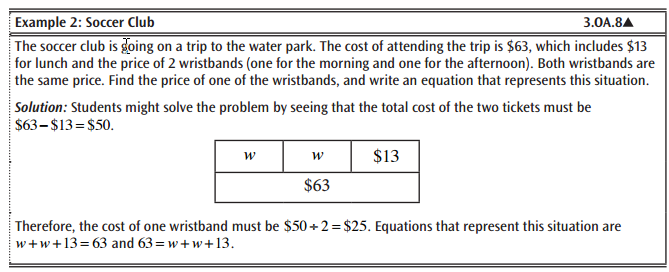 Example 2: Soccer Club 3.OA.8▲
The soccer club is going on a trip to the water park. The cost of attending the trip is $63, which includes $13
for lunch and the price of 2 wristbands (one for the morning and one for the afternoon). Both wristbands are
the same price. Find the price of one of the wristbands, and write an equation that represents this situation.
Solution: Students might solve the problem by seeing that the total cost of the two tickets must be
$63−$13=$50.
w w $13
$63
Therefore, the cost of one wristband must be $50÷2=$25. Equations that represent this situation are
w+w+13=63 and 63=w+w+13.